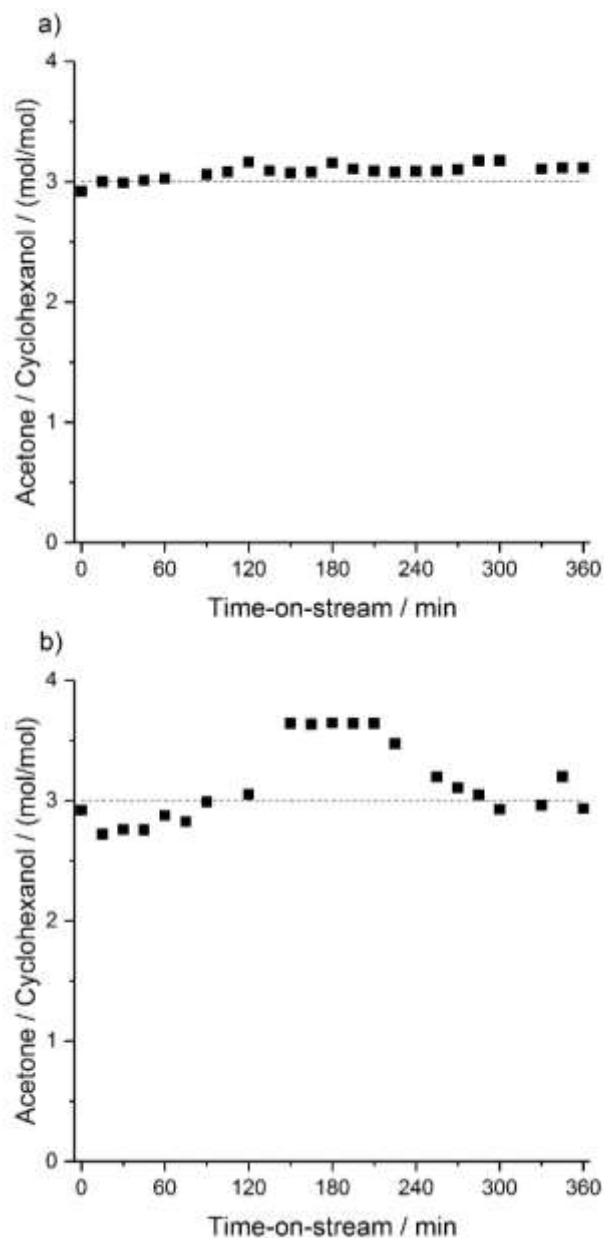 a)
4
3
2
1
0
Acetone / Cyclohexanol / (mol/mol)
0 60 120 180 240 300 360
Time-on-stream / min
b)
4
3
2
1
0
Acetone / Cyclohexanol / (mol/mol)
0 60 120 180 240 300 360
Time-on-stream / min